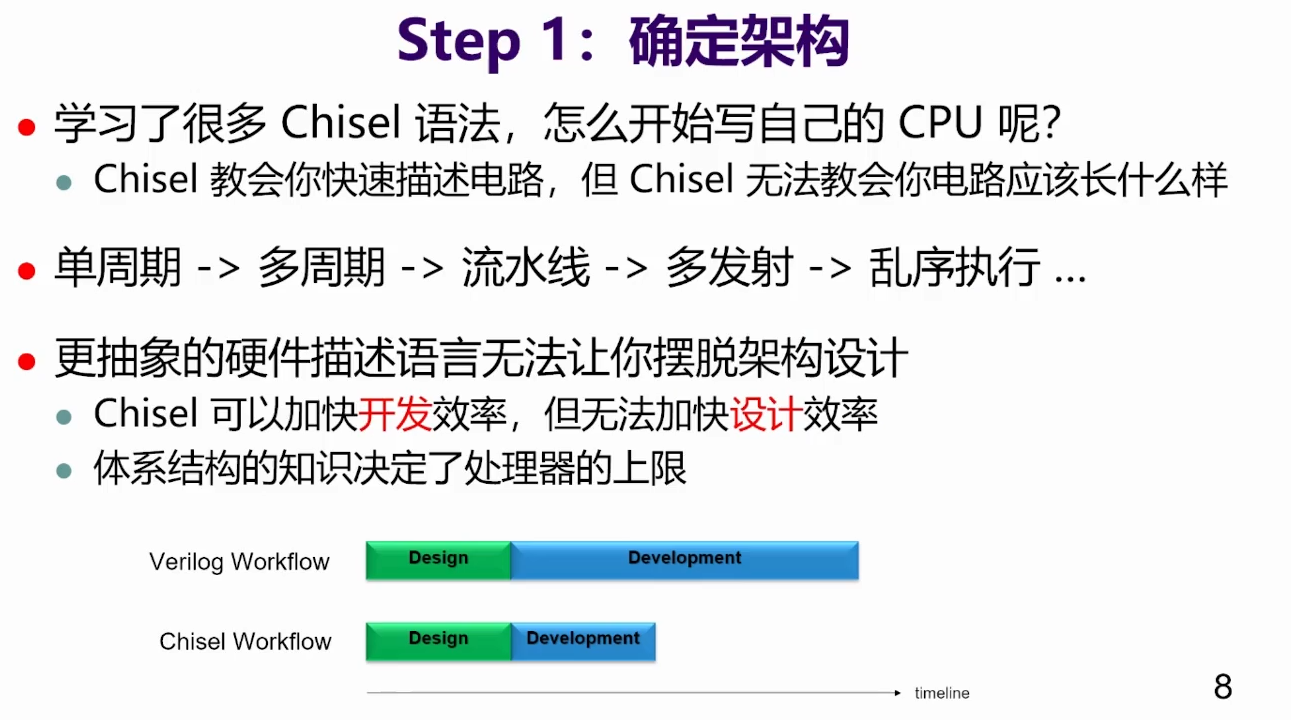 Step 1：确定架构
学习了很多 Chisel 语法，怎么开始写自己的 CPU 呢？
Chisel 教会你快速描述电路，但 Chisel 无法教会你电路应该长什么样
单周期 -> 多周期 -> 流水线 -> 多发射 -> 乱序执行 ...
更抽象的硬件描述语言无法让你摆脱架构设计
Chisel 可以加快开发效率，但无法加快设计效率
体系结构的知识决定了处理器的上限
Verilog Workflow Design Development
Chisel Workflow Design Development
timeline
8